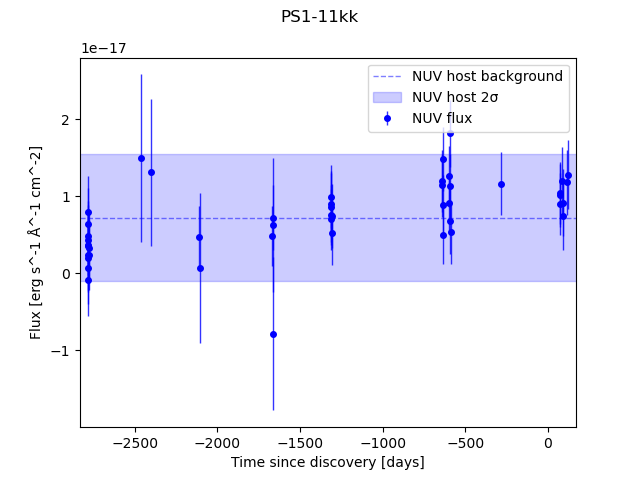 PS1-11kk
1e−17
NUV host background
NUV host 2σ
NUV flux
2
1
0
−1
Flux [erg s^-1 Å^-1 cm^-2]
−2500 −2000 −1500 −1000 −500 0
Time since discovery [days]